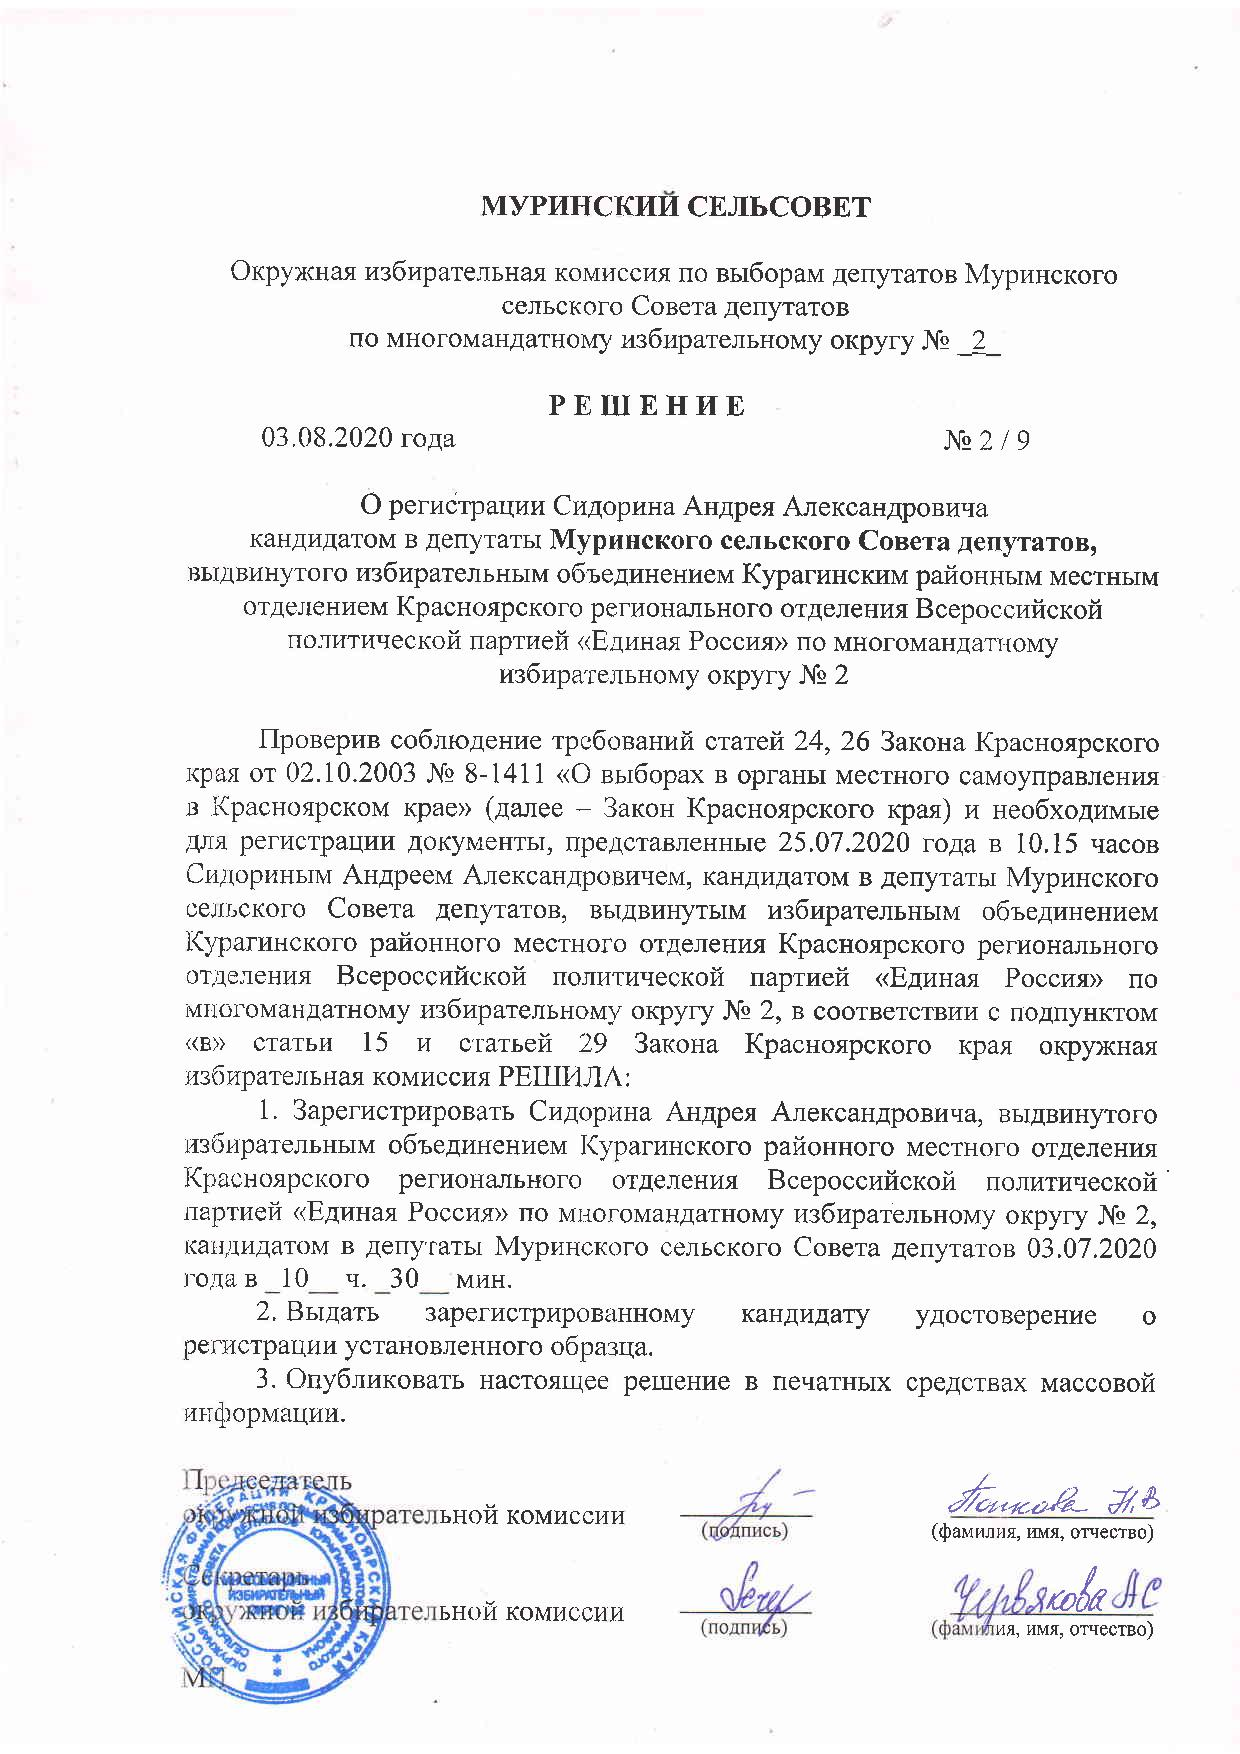 МУРИНСКИЙ СЕЛЬСОВЕТ
Окружная избирательная комиссия по выборам депутатов Муринского
сельского Совета депутатов
по многомандатному избирательному округу № _2_
Р Е Ш Е Н И Е
03.08.2020 года № 2 / 9
О регистрации Сидорина Андрея Александровича
кандидатом в депутаты Муринского сельского Совета депутатов,
выдвинутого избирательным объединением Курагинским районным местным
отделением Красноярского регионального отделения Всероссийской
политической партией «Единая Россия» по многомандатному
избирательному округу № 2
Проверив соблюдение требований статей 24, 26 Закона Красноярского
края от 02.10.2003 № 8-1411 «О выборах в органы местного самоуправления
в Красноярском крае» (далее – Закон Красноярского края) и необходимые
для регистрации документы, представленные 25.07.2020 года в 10.15 часов
Сидориным Андреем Александровичем, кандидатом в депутаты Муринского
сельского Совета депутатов, выдвинутым избирательным объединением
Курагинского районного местного отделения Красноярского регионального
отделения Всероссийской политической партией «Единая Россия» по
многомандатному избирательному округу № 2, в соответствии с подпунктом
«в» статьи 15 и статьей 29 Закона Красноярского края окружная
избирательная комиссия РЕШИЛА:
1. Зарегистрировать Сидорина Андрея Александровича, выдвинутого
избирательным объединением Курагинского районного местного отделения
Красноярского регионального отделения Всероссийской политической
партией «Единая Россия» по многомандатному избирательному округу № 2,
кандидатом в депутаты Муринского сельского Совета депутатов 03.07.2020
года в _10__ ч. _30__ мин.
2. Выдать зарегистрированному кандидату удостоверение о
регистрации установленного образца.
3. Опубликовать настоящее решение в печатных средствах массовой
информации.
Председатель
окружной избирательной комиссии
(подпись) (фамилия, имя, отчество)
Секретарь
окружной избирательной комиссии Червякова АС
(подпись) (фамилия, имя, отчество)
МП